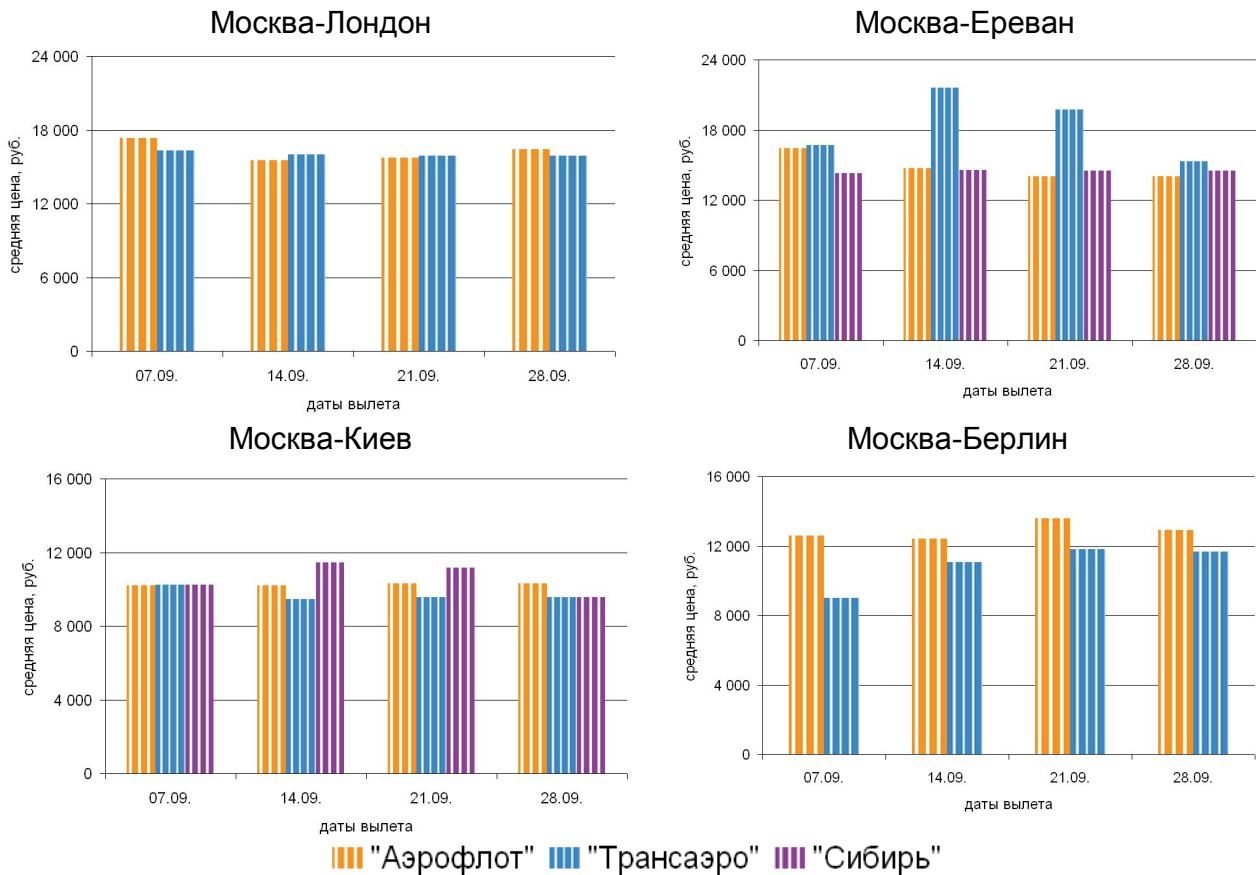 Москва-Лондон
24 000
18 000
12 000
6 000
0
средняя цена, руб.
07.09. 14.09. 21.09. 28.09.
даты вылета
Москва-Ереван
24 000
18 000
12 000
6 000
0
средняя цена, руб.
07.09. 14.09. 21.09. 28.09.
даты вылета
Москва-Киев
16 000
12 000
8 000
4 000
0
средняя цена, руб.
07.09. 14.09. 21.09. 28.09.
даты вылета
Москва-Берлин
16 000
12 000
8 000
4 000
0
средняя цена, руб.
07.09. 14.09. 21.09. 28.09.
даты вылета
"Аэрофлот" "Трансаэро" "Сибирь"